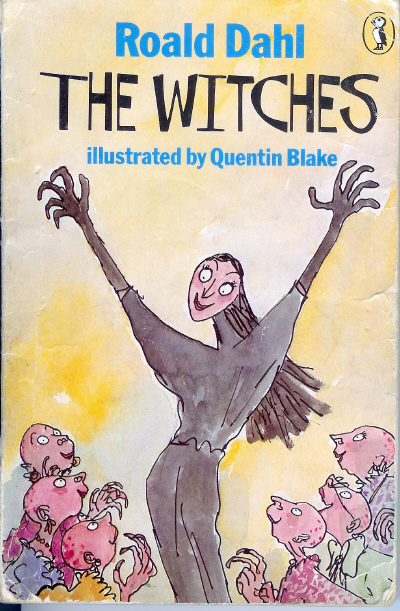 Roald Dahl
THE WITCHES
illustrated by Quentin Blake